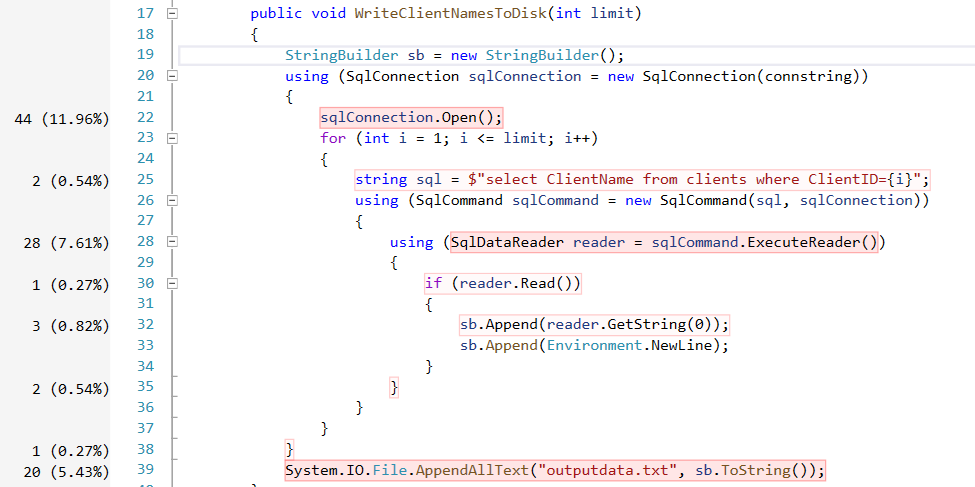 17 public void WriteClientNamesToDisk(int limit)
18 {
19 StringBuilder sb = new StringBuilder();
20 using (SqlConnection sqlConnection = new SqlConnection(connstring))
21 {
44 (11.96%) 22 sqlConnection.Open();
23 for (int i = 1; i <= limit; i++)
24 {
2 (0.54%) 25 string sql = $"select ClientName from clients where ClientID={i}";
26 using (SqlCommand sqlCommand = new SqlCommand(sql, sqlConnection))
27 {
28 (7.61%) 28 using (SqlDataReader reader = sqlCommand.ExecuteReader())
29 {
1 (0.27%) 30 if (reader.Read())
31 {
3 (0.82%) 32 sb.Append(reader.GetString(0));
33 sb.Append(Environment.NewLine);
34 }
2 (0.54%) 35 }
36 }
37 }
1 (0.27%) 38 }
20 (5.43%) 39 System.IO.File.AppendAllText("outputdata.txt", sb.ToString());